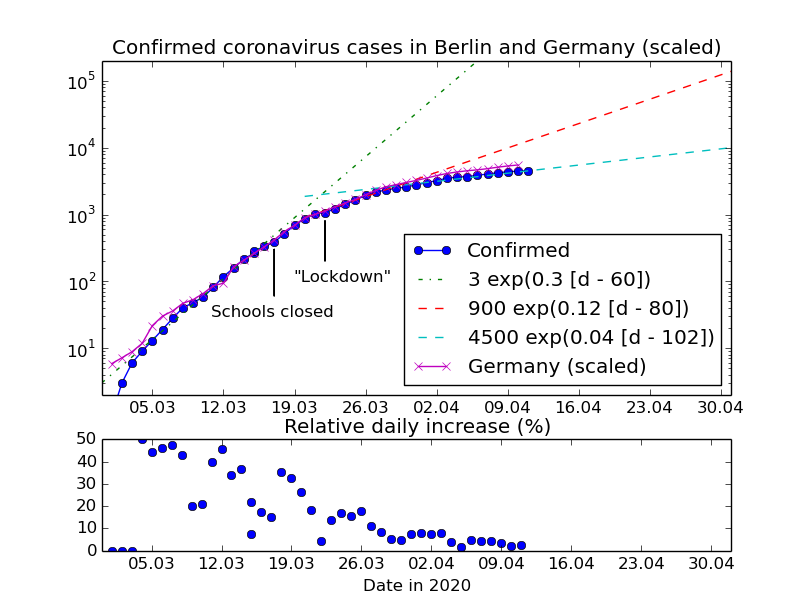 Confirmed coronavirus cases in Berlin and Germany (scaled)
10^5
10^4
10^3
10^2
10^1
"Lockdown"
Schools closed
Confirmed
3 exp(0.3 [d - 60])
900 exp(0.12 [d - 80])
4500 exp(0.04 [d - 102])
Germany (scaled)
05.03 12.03 19.03 26.03 02.04 09.04 16.04 23.04 30.04
Relative daily increase (%)
50
40
30
20
10
0
05.03 12.03 19.03 26.03 02.04 09.04 16.04 23.04 30.04
Date in 2020